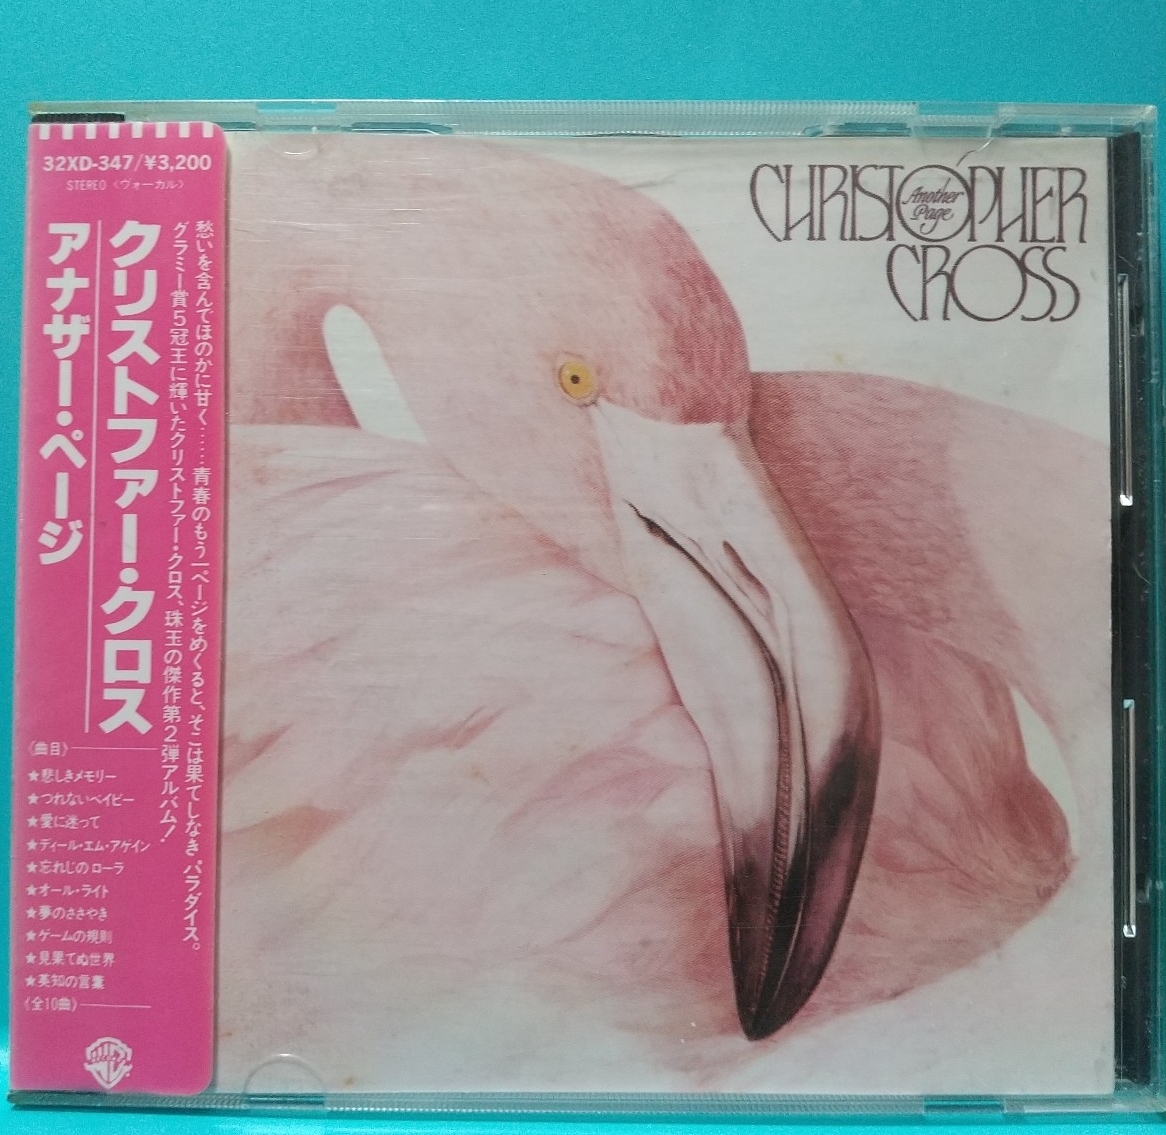 32XD-347/¥3,200
STEREO〈ヴォーカル〉
愁いを含んでほのかに甘く……青春のもう一ページをめくると、そこは果てしなきパラダイス。
グラミー賞5冠王に輝いたクリストファー・クロス、珠玉の傑作第2弾アルバム!
クリストファー・クロス
アナザー・ページ
《曲目》
★悲しきメモリー
★つれないベイビー
★愛に迷って
★ディール・エム・アゲイン
★忘れじのローラ
★オール・ライト
★夢のささやき
★ゲームの規則
★見果てぬ世界
★英知の言葉
《全10曲》
CHRISTOPHER
Another
Page
CROSS